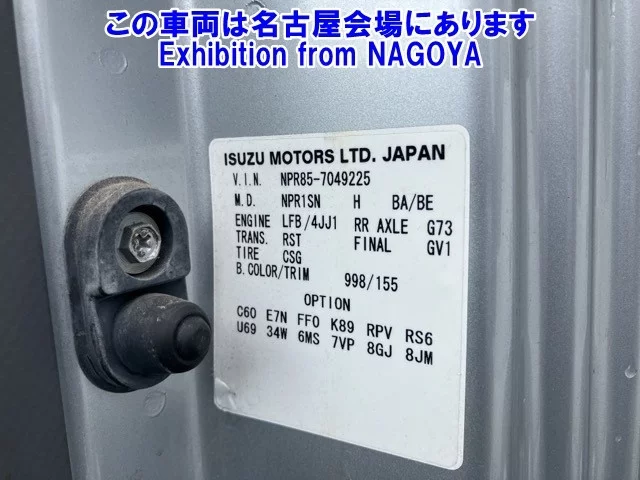 この車両は名古屋会場にあります
Exhibition from NAGOYA
ISUZU MOTORS LTD. JAPAN
V.I.N. NPR85-7049225
M.D. NPR1SN H BA/BE
ENGINE LFB/4JJ1 RR AXLE G73
TRANS. RST FINAL GV1
TIRE CSG
B.COLOR/TRIM 998/155
OPTION
C60 E7N FF0 K89 RPV RS6
U69 34W 6MS 7VP 8GJ 8JM